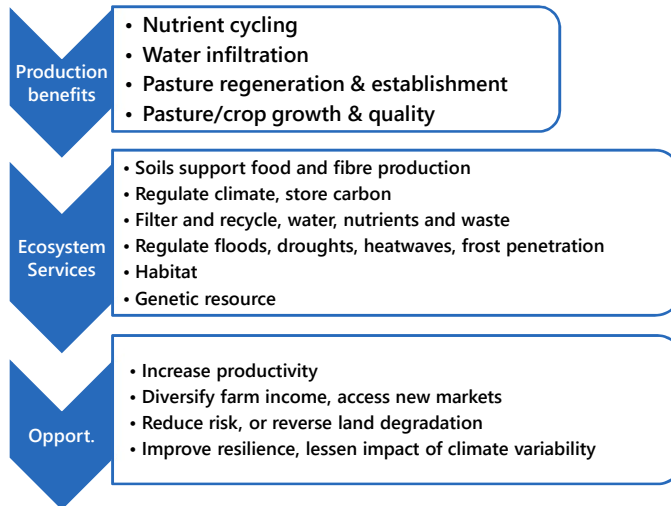 Production
benefits
• Nutrient cycling
• Water infiltration
• Pasture regeneration & establishment
• Pasture/crop growth & quality
Ecosystem
Services
• Soils support food and fibre production
• Regulate climate, store carbon
• Filter and recycle, water, nutrients and waste
• Regulate floods, droughts, heatwaves, frost penetration
• Habitat
• Genetic resource
Opport.
• Increase productivity
• Diversify farm income, access new markets
• Reduce risk, or reverse land degradation
• Improve resilience, lessen impact of climate variability